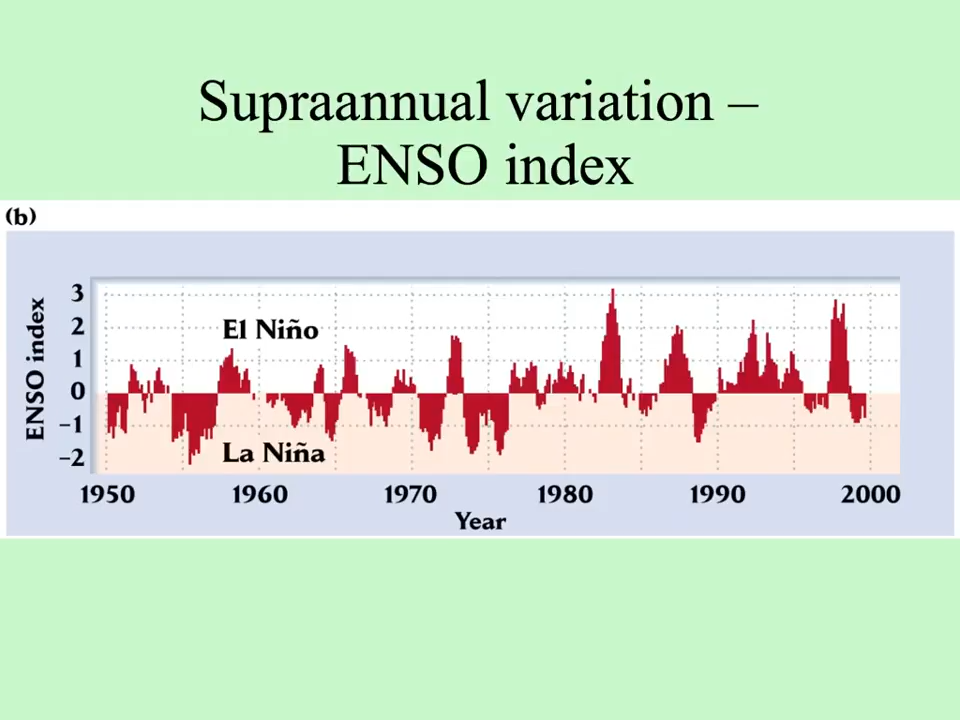 Supraannual variation –
ENSO index
(b)
ENSO index
3
2
1
0
–1
–2
El Niño
La Niña
1950 1960 1970 1980 1990 2000
Year